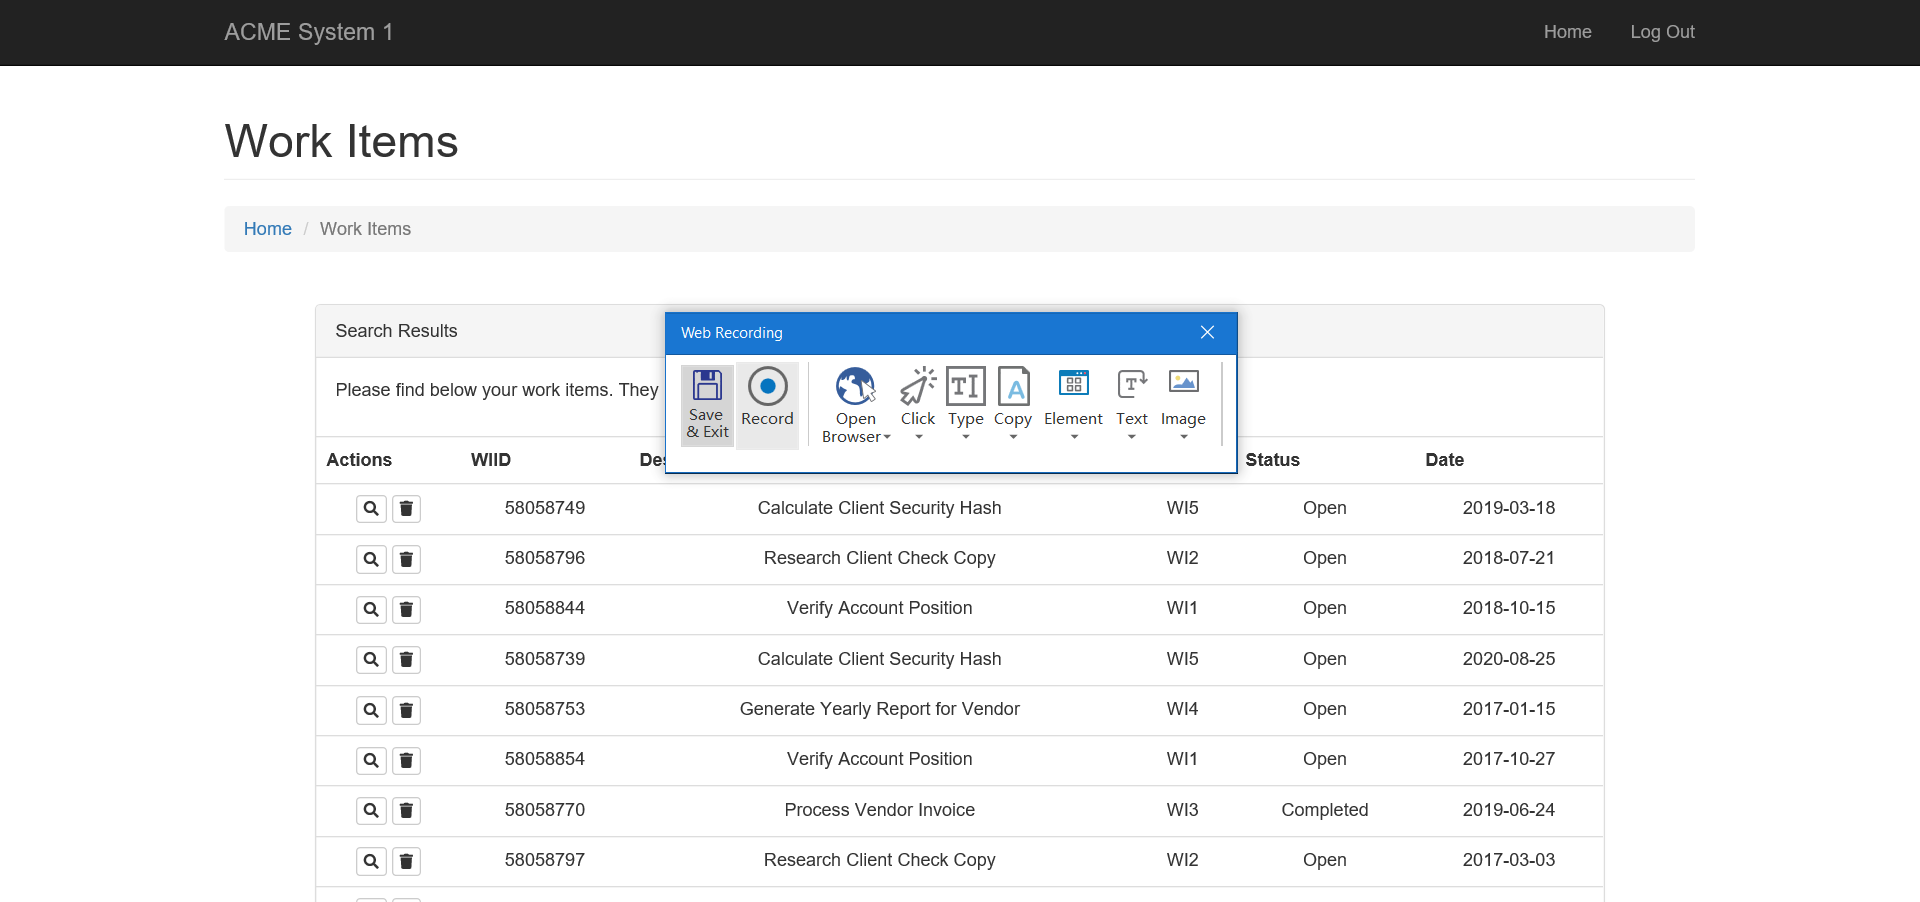 ACME System 1 Home Log Out
Work Items
Home / Work Items
Search Results
Web Recording
Please find below your work items. They
Save & Exit Record Open Browser Click Type Copy Element Text Image
Actions WIID Status Date
58058749 Calculate Client Security Hash WI5 Open 2019-03-18
58058796 Research Client Check Copy WI2 Open 2018-07-21
58058844 Verify Account Position WI1 Open 2018-10-15
58058739 Calculate Client Security Hash WI5 Open 2020-08-25
58058753 Generate Yearly Report for Vendor WI4 Open 2017-01-15
58058854 Verify Account Position WI1 Open 2017-10-27
58058770 Process Vendor Invoice WI3 Completed 2019-06-24
58058797 Research Client Check Copy WI2 Open 2017-03-03